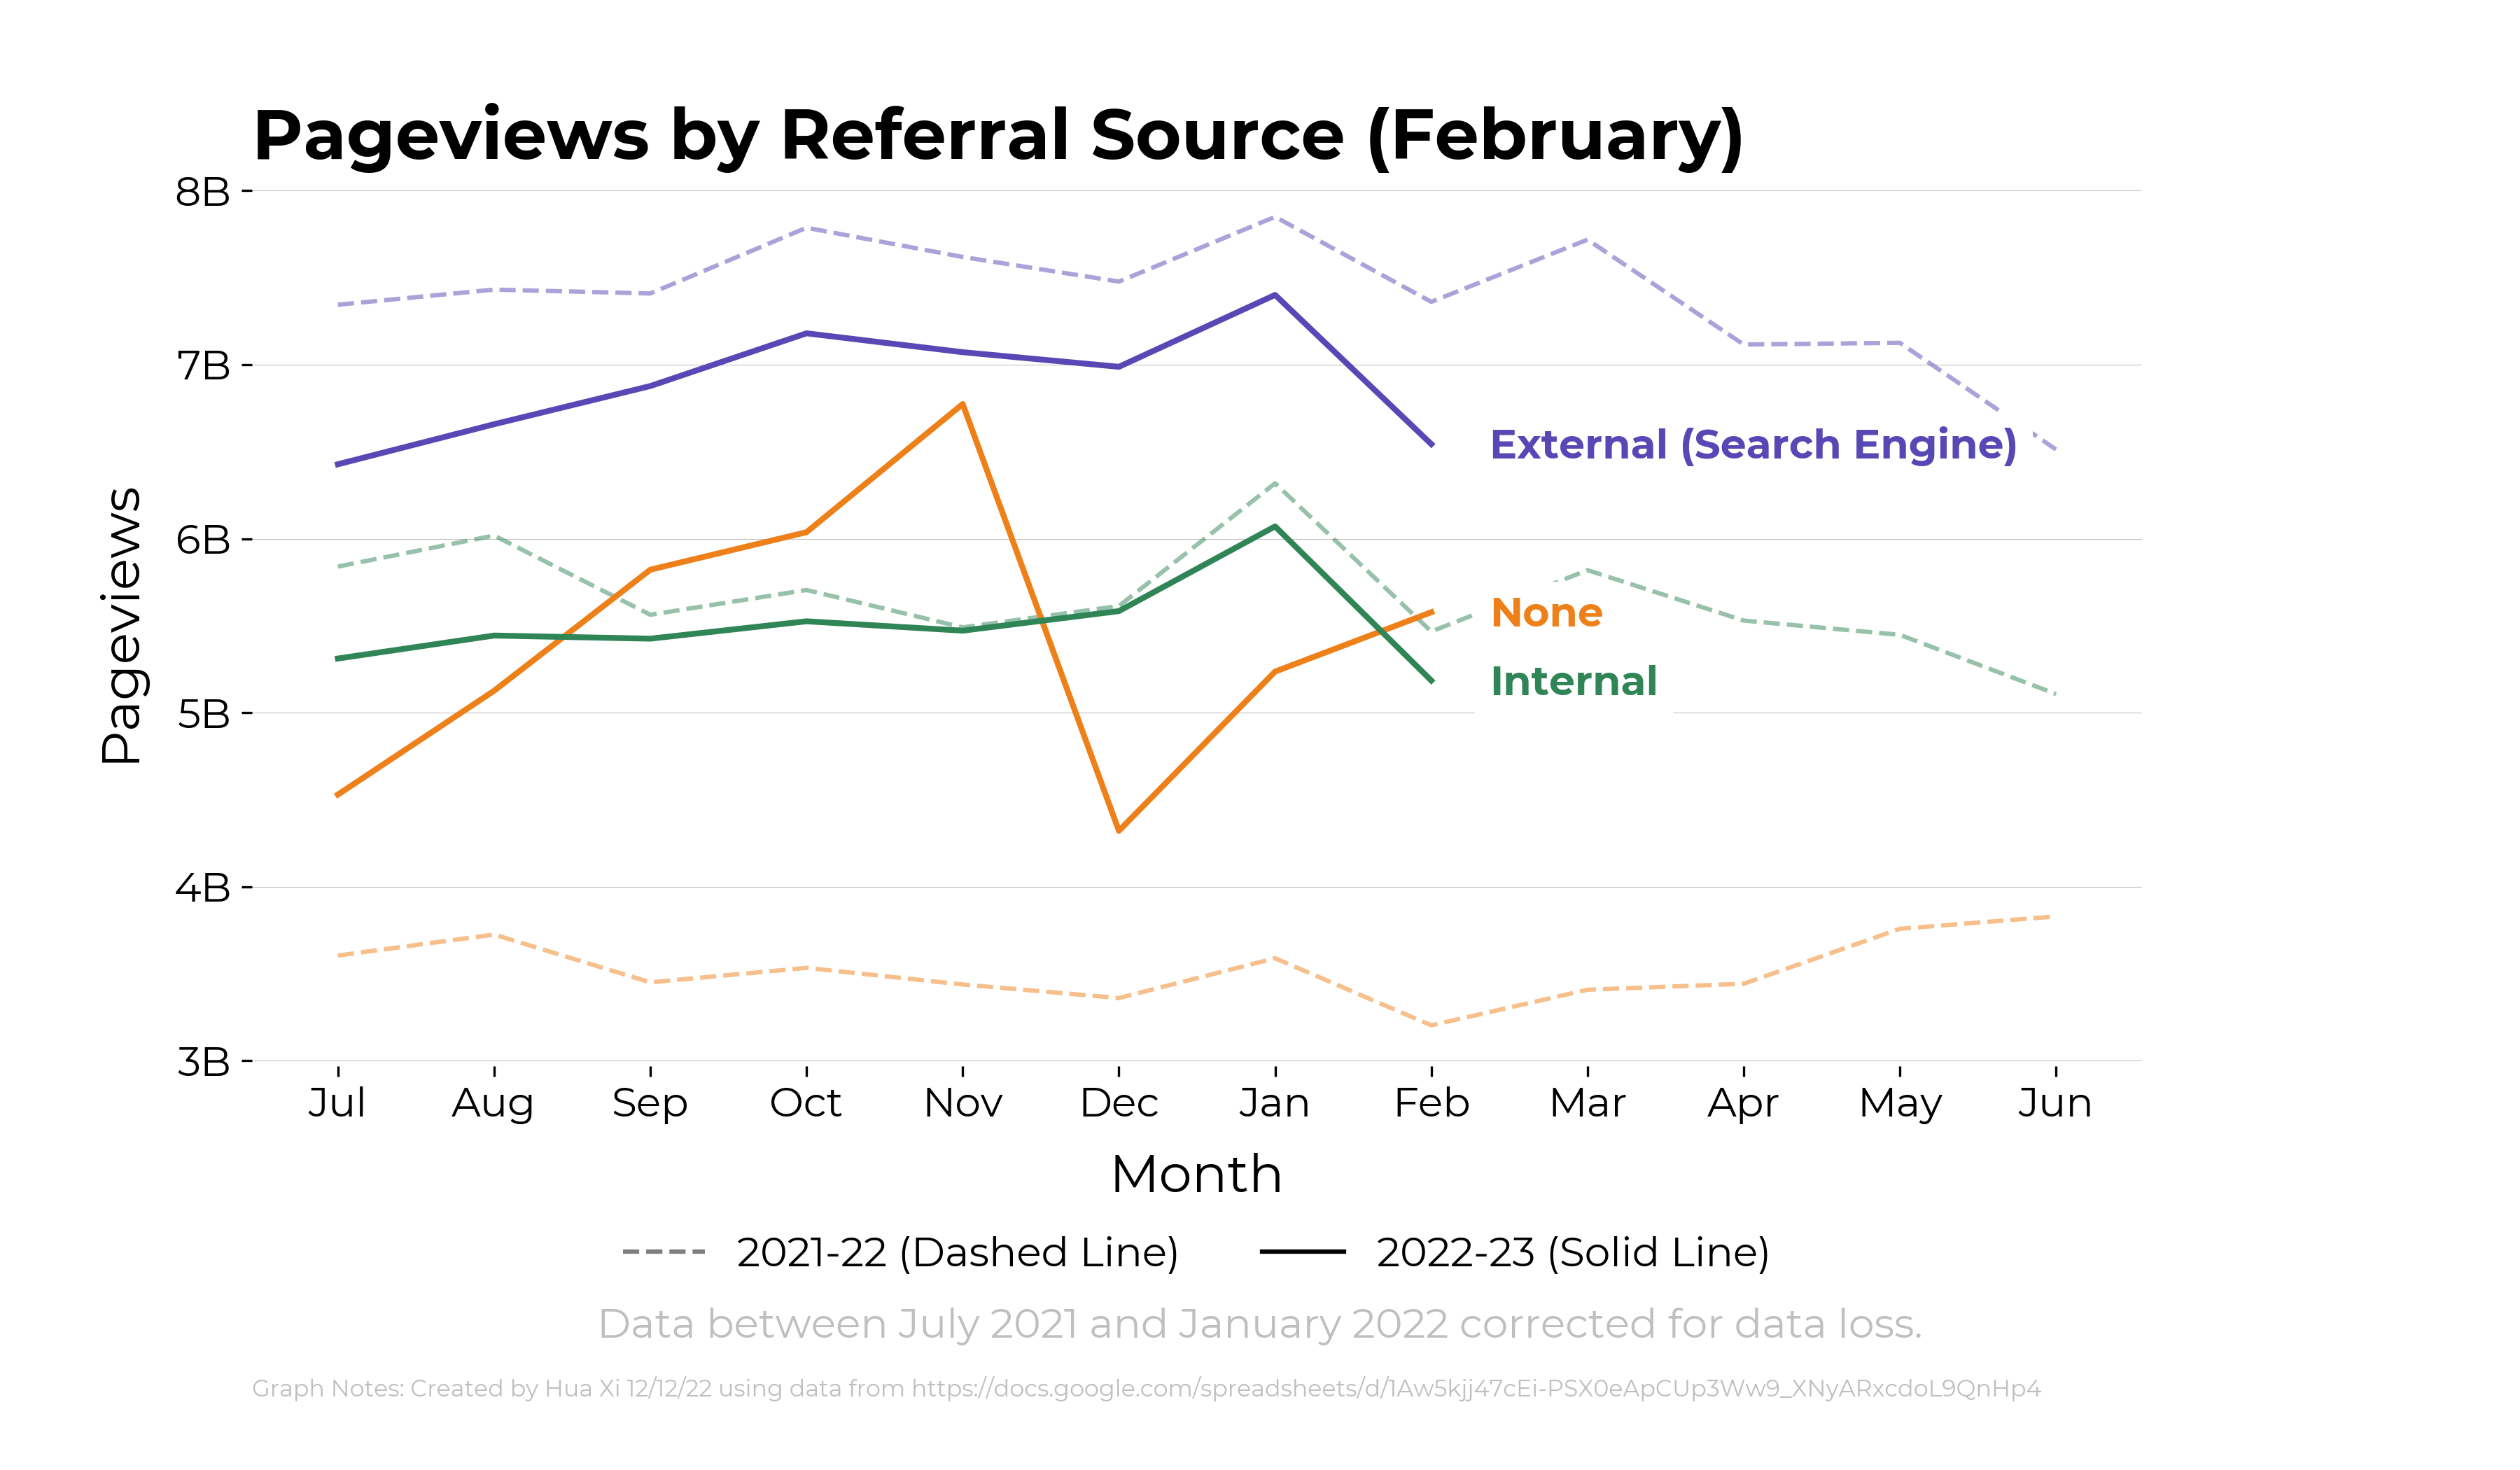 Pageviews by Referral Source (February)
8B
7B
6B
5B
4B
3B
Pageviews
External (Search Engine)
None
Internal
Jul Aug Sep Oct Nov Dec Jan Feb Mar Apr May Jun
Month
2021-22 (Dashed Line) 2022-23 (Solid Line)
Data between July 2021 and January 2022 corrected for data loss.
Graph Notes: Created by Hua Xi 12/12/22 using data from https://docs.google.com/spreadsheets/d/1Aw5kjj47cEi-PSX0eApCUp3Ww9_XNyARxcdoL9QnHp4